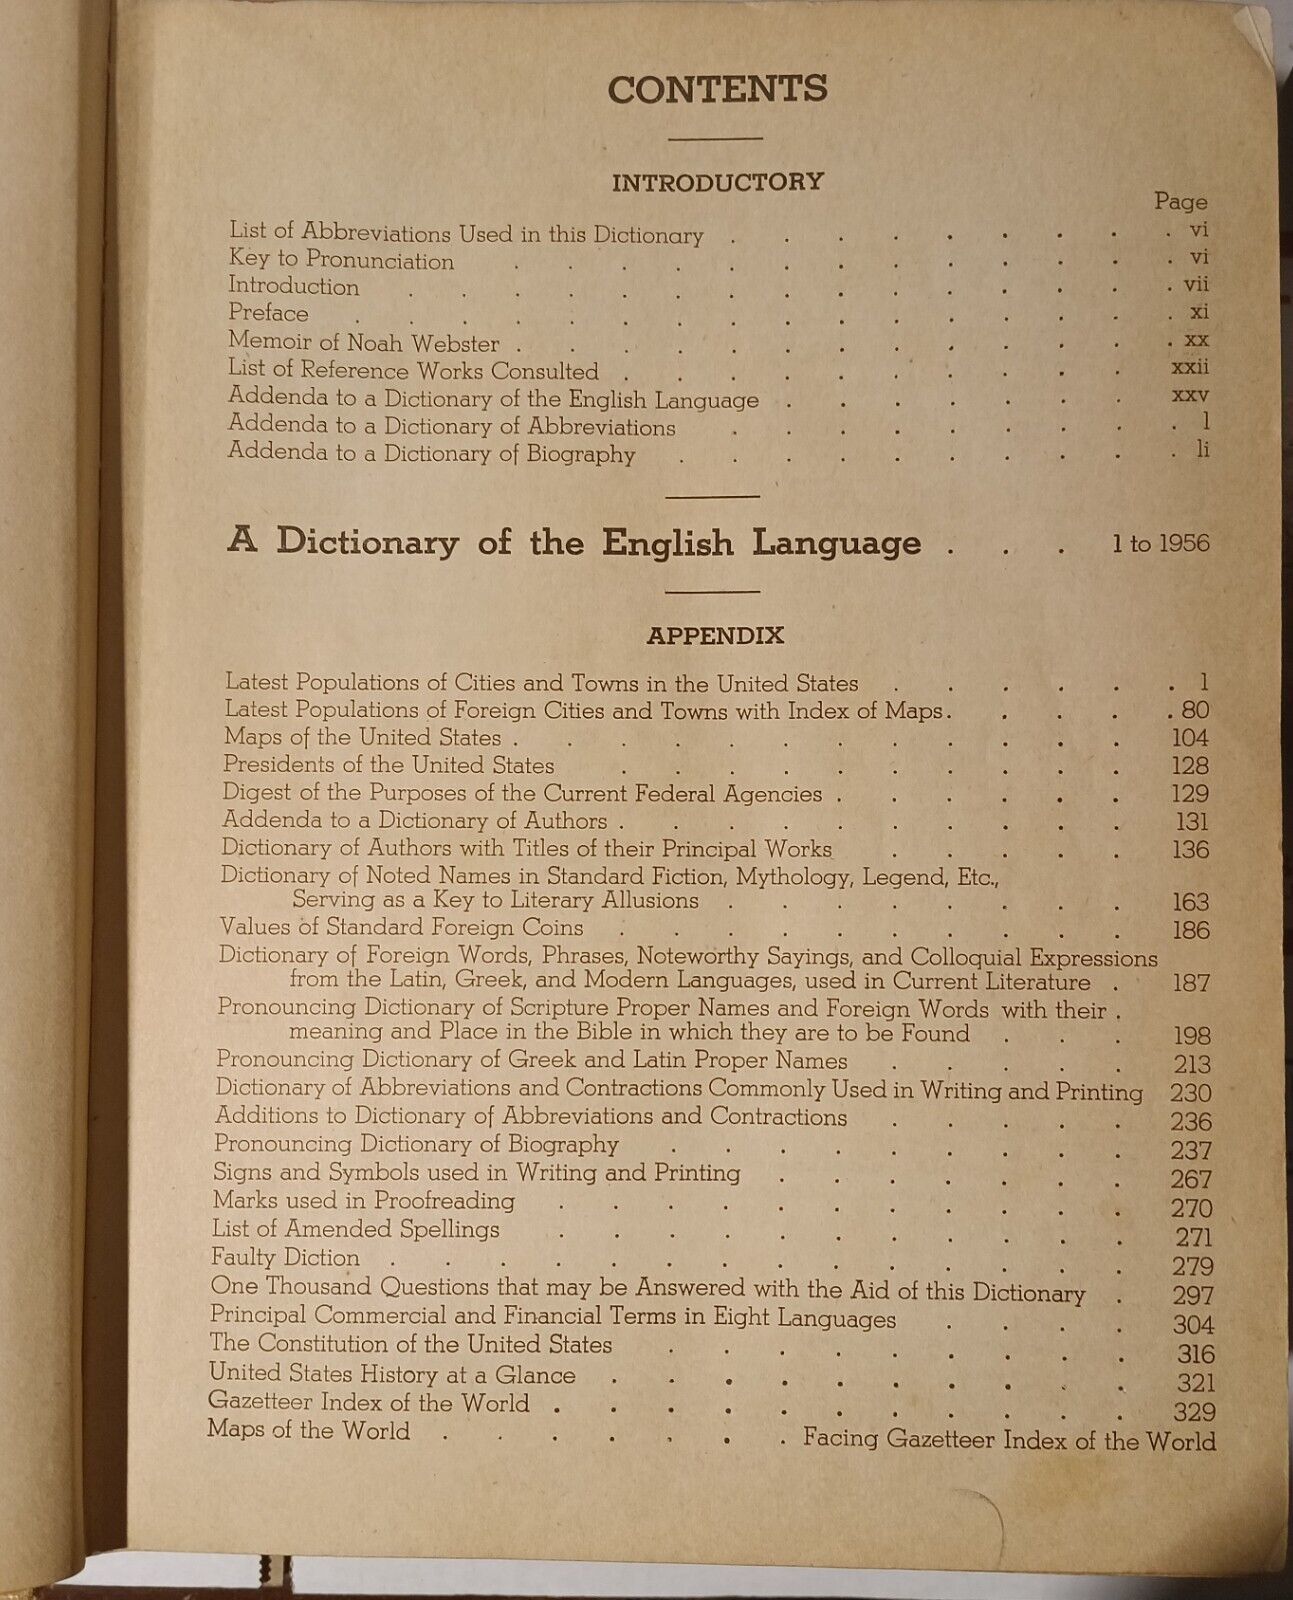 CONTENTS
INTRODUCTORY
Page
List of Abbreviations Used in this Dictionary . . . . . . . . . vi
Key to Pronunciation . . . . . . . . . . . . . vi
Introduction . . . . . . . . . . . . . . . vii
Preface . . . . . . . . . . . . . . . . xi
Memoir of Noah Webster . . . . . . . . . . . . . xx
List of Reference Works Consulted . . . . . . . . . . xxii
Addenda to a Dictionary of the English Language . . . . . . . xxv
Addenda to a Dictionary of Abbreviations . . . . . . . . . l
Addenda to a Dictionary of Biography . . . . . . . . . . li
A Dictionary of the English Language . . . 1 to 1956
APPENDIX
Latest Populations of Cities and Towns in the United States . . . . . . 1
Latest Populations of Foreign Cities and Towns with Index of Maps . . . . . 80
Maps of the United States . . . . . . . . . . . . 104
Presidents of the United States . . . . . . . . . . 128
Digest of the Purposes of the Current Federal Agencies . . . . . . 129
Addenda to a Dictionary of Authors . . . . . . . . . . 131
Dictionary of Authors with Titles of their Principal Works . . . . . 136
Dictionary of Noted Names in Standard Fiction, Mythology, Legend, Etc.,
Serving as a Key to Literary Allusions . . . . . . . . 163
Values of Standard Foreign Coins . . . . . . . . . . 186
Dictionary of Foreign Words, Phrases, Noteworthy Sayings, and Colloquial Expressions
from the Latin, Greek, and Modern Languages, used in Current Literature . 187
Pronouncing Dictionary of Scripture Proper Names and Foreign Words with their .
meaning and Place in the Bible in which they are to be Found . . . 198
Pronouncing Dictionary of Greek and Latin Proper Names . . . . . 213
Dictionary of Abbreviations and Contractions Commonly Used in Writing and Printing 230
Additions to Dictionary of Abbreviations and Contractions . . . . . 236
Pronouncing Dictionary of Biography . . . . . . . . . 237
Signs and Symbols used in Writing and Printing . . . . . . . 267
Marks used in Proofreading . . . . . . . . . . . 270
List of Amended Spellings . . . . . . . . . . . 271
Faulty Diction . . . . . . . . . . . . . . 279
One Thousand Questions that may be Answered with the Aid of this Dictionary . 297
Principal Commercial and Financial Terms in Eight Languages . . . . 304
The Constitution of the United States . . . . . . . . . 316
United States History at a Glance . . . . . . . . . . 321
Gazetteer Index of the World . . . . . . . . . . . 329
Maps of the World . . . . . . . Facing Gazetteer Index of the World